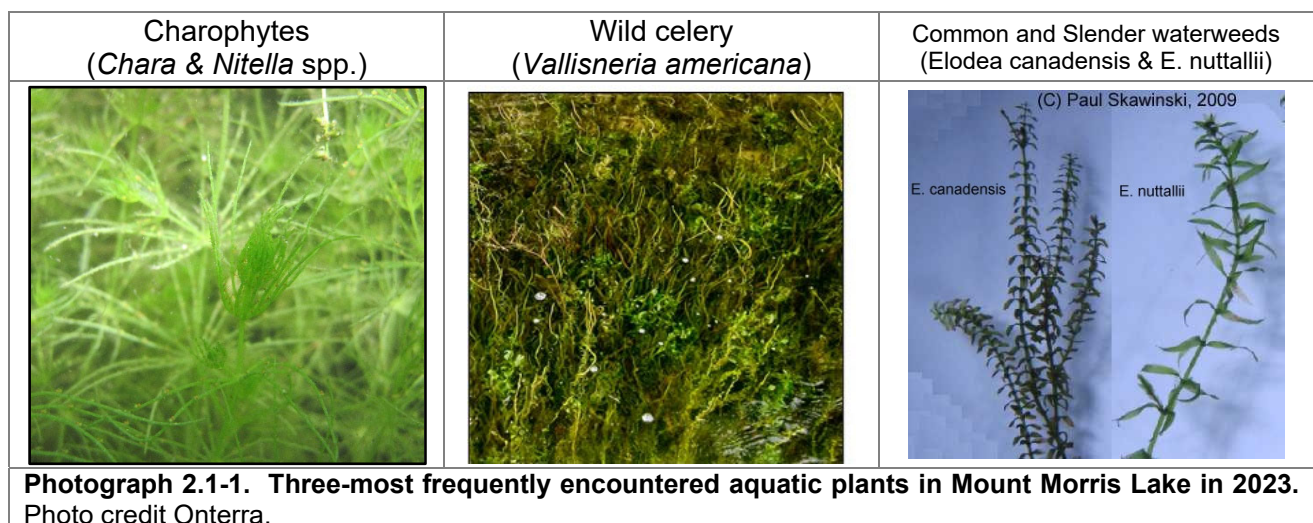 Charophytes
(Chara & Nitella spp.)
Wild celery
(Vallisneria americana)
Common and Slender waterweeds
(Elodea canadensis & E. nuttallii)
(C) Paul Skawinski, 2009
E. canadensis
E. nuttallii
Photograph 2.1-1. Three-most frequently encountered aquatic plants in Mount Morris Lake in 2023.
Photo credit Onterra.